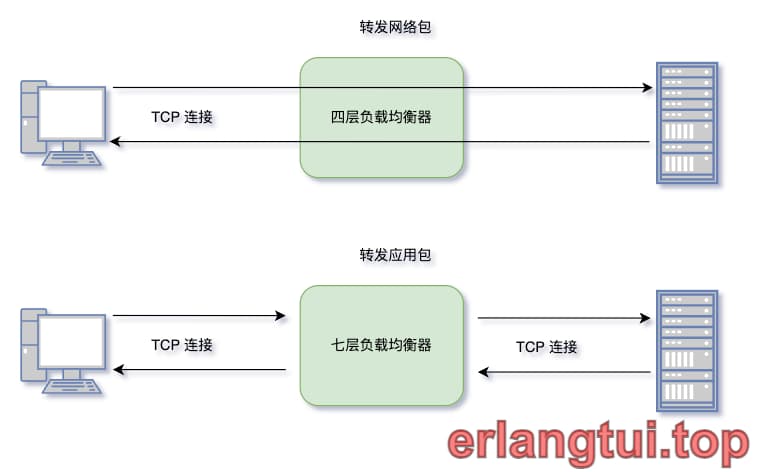 转发网络包
TCP 连接
四层负载均衡器
转发应用包
TCP 连接
七层负载均衡器
TCP 连接
erlangtui.top